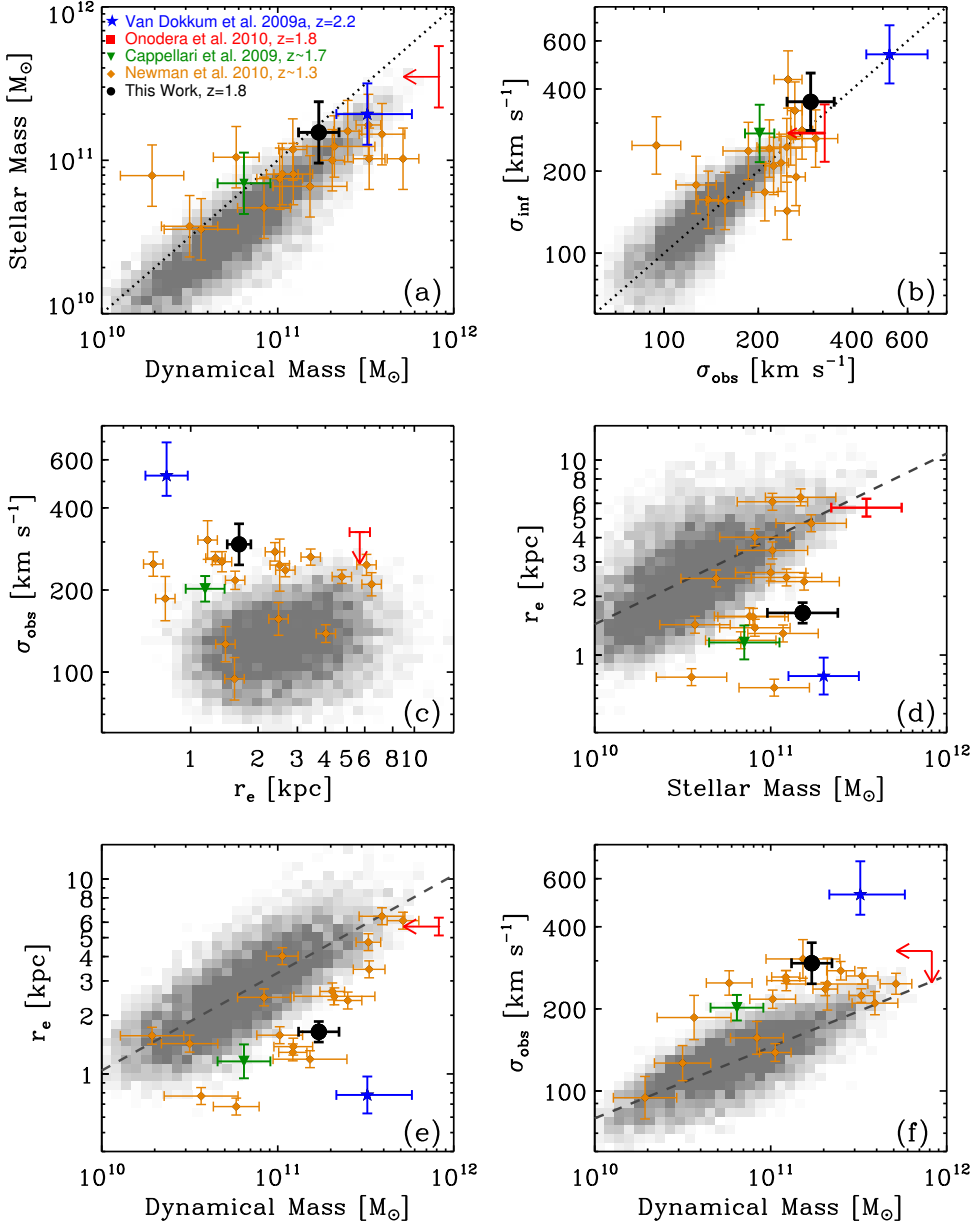 Van Dokkum et al. 2009a, z=2.2
Onodera et al. 2010, z=1.8
Cappellari et al. 2009, z~1.7
Newman et al. 2010, z~1.3
This Work, z=1.8
10¹²
10¹¹
10¹⁰
Stellar Mass [M⊙]
(a)
10¹⁰ 10¹¹ 10¹²
Dynamical Mass [M⊙]
600
400
200
100
σinf [km s⁻¹]
(b)
100 200 400 600
σobs [km s⁻¹]
600
400
200
100
σobs [km s⁻¹]
(c)
1 2 3 4 5 6 8 10
re [kpc]
10
8
6
5
4
3
2
1
re [kpc]
(d)
10¹⁰ 10¹¹ 10¹²
Stellar Mass [M⊙]
10
8
6
5
4
3
2
1
re [kpc]
(e)
10¹⁰ 10¹¹ 10¹²
Dynamical Mass [M⊙]
600
400
200
100
σobs [km s⁻¹]
(f)
10¹⁰ 10¹¹ 10¹²
Dynamical Mass [M⊙]